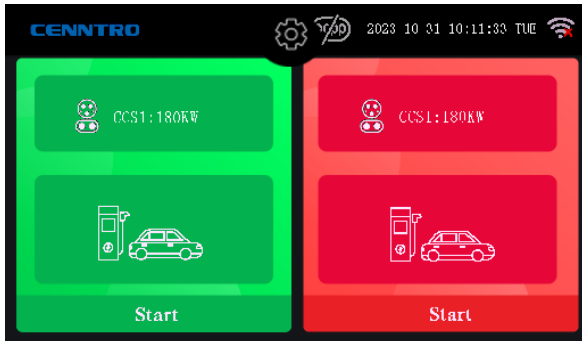 CENNTRO
2023 10 31 10:11:33 TUE
CCS1:180KW
CCS1:180KW
Start
Start